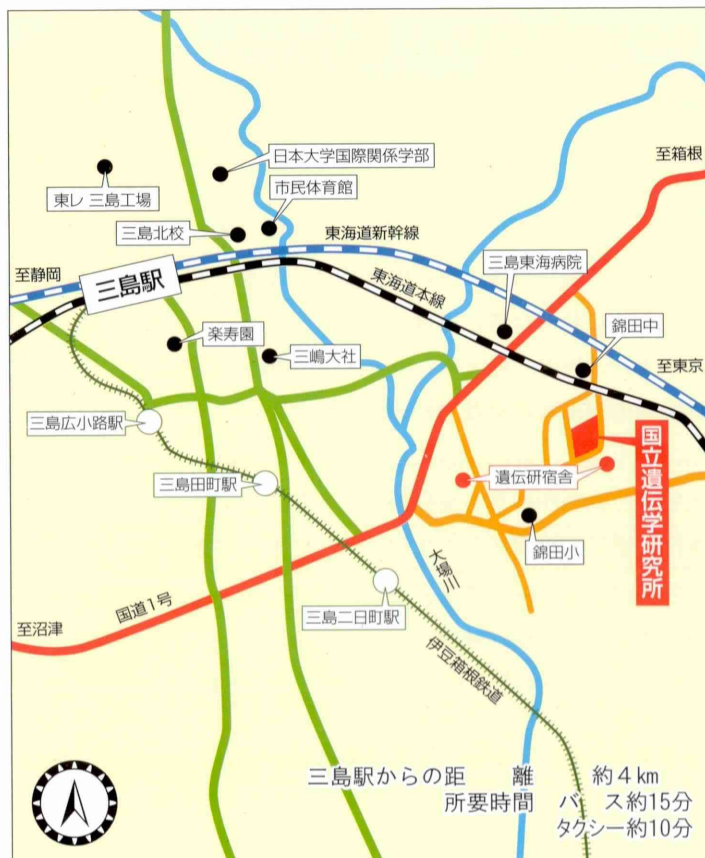 日本大学国際関係学部
至箱根
東レ 三島工場
市民体育館
三島北校
東海道新幹線
三島東海病院
至静岡
三島駅
東海道本線
錦田中
楽寿園
三嶋大社
至東京
三島広小路駅
国立遺伝学研究所
三島田町駅
遺伝研宿舎
錦田小
大場川
国道1号
三島二日町駅
至沼津
伊豆箱根鉄道
三島駅からの距　離　約4km
所要時間　バ　ス約15分
タクシー約10分